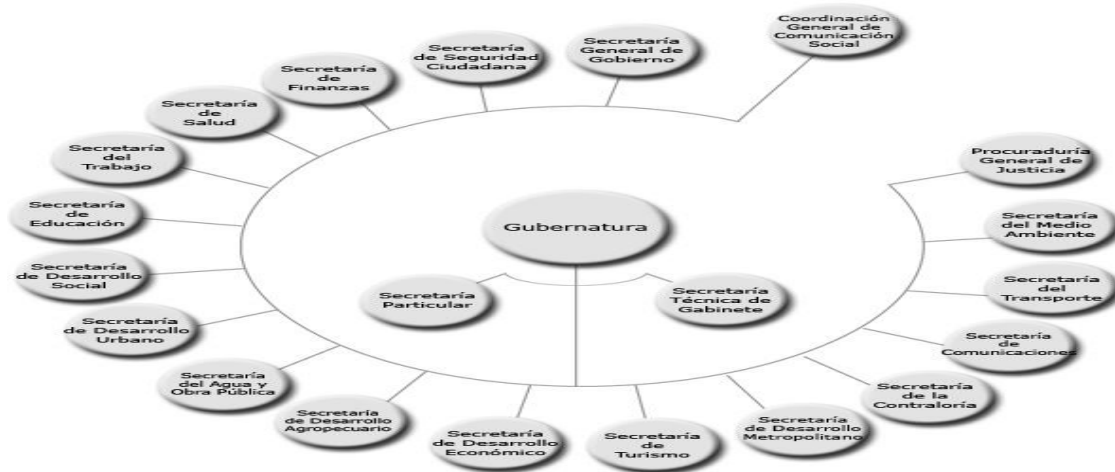 Coordinación
General de
Comunicación
Social
Secretaría
General de
Gobierno
Secretaría
de Seguridad
Ciudadana
Secretaría
de
Finanzas
Secretaría
de
Salud
Secretaría
del
Trabajo
Secretaría
de
Educación
Secretaría
de Desarrollo
Social
Secretaría
de Desarrollo
Urbano
Secretaría
del Agua y
Obra Pública
Secretaría
de Desarrollo
Agropecuario
Secretaría
de Desarrollo
Económico
Secretaría
de
Turismo
Secretaría
de Desarrollo
Metropolitano
Secretaría
de la
Contraloría
Secretaría
de
Comunicaciones
Secretaría
del
Transporte
Secretaría
del Medio
Ambiente
Procuraduría
General de
Justicia
Gubernatura
Secretaría
Particular
Secretaría
Técnica de
Gabinete